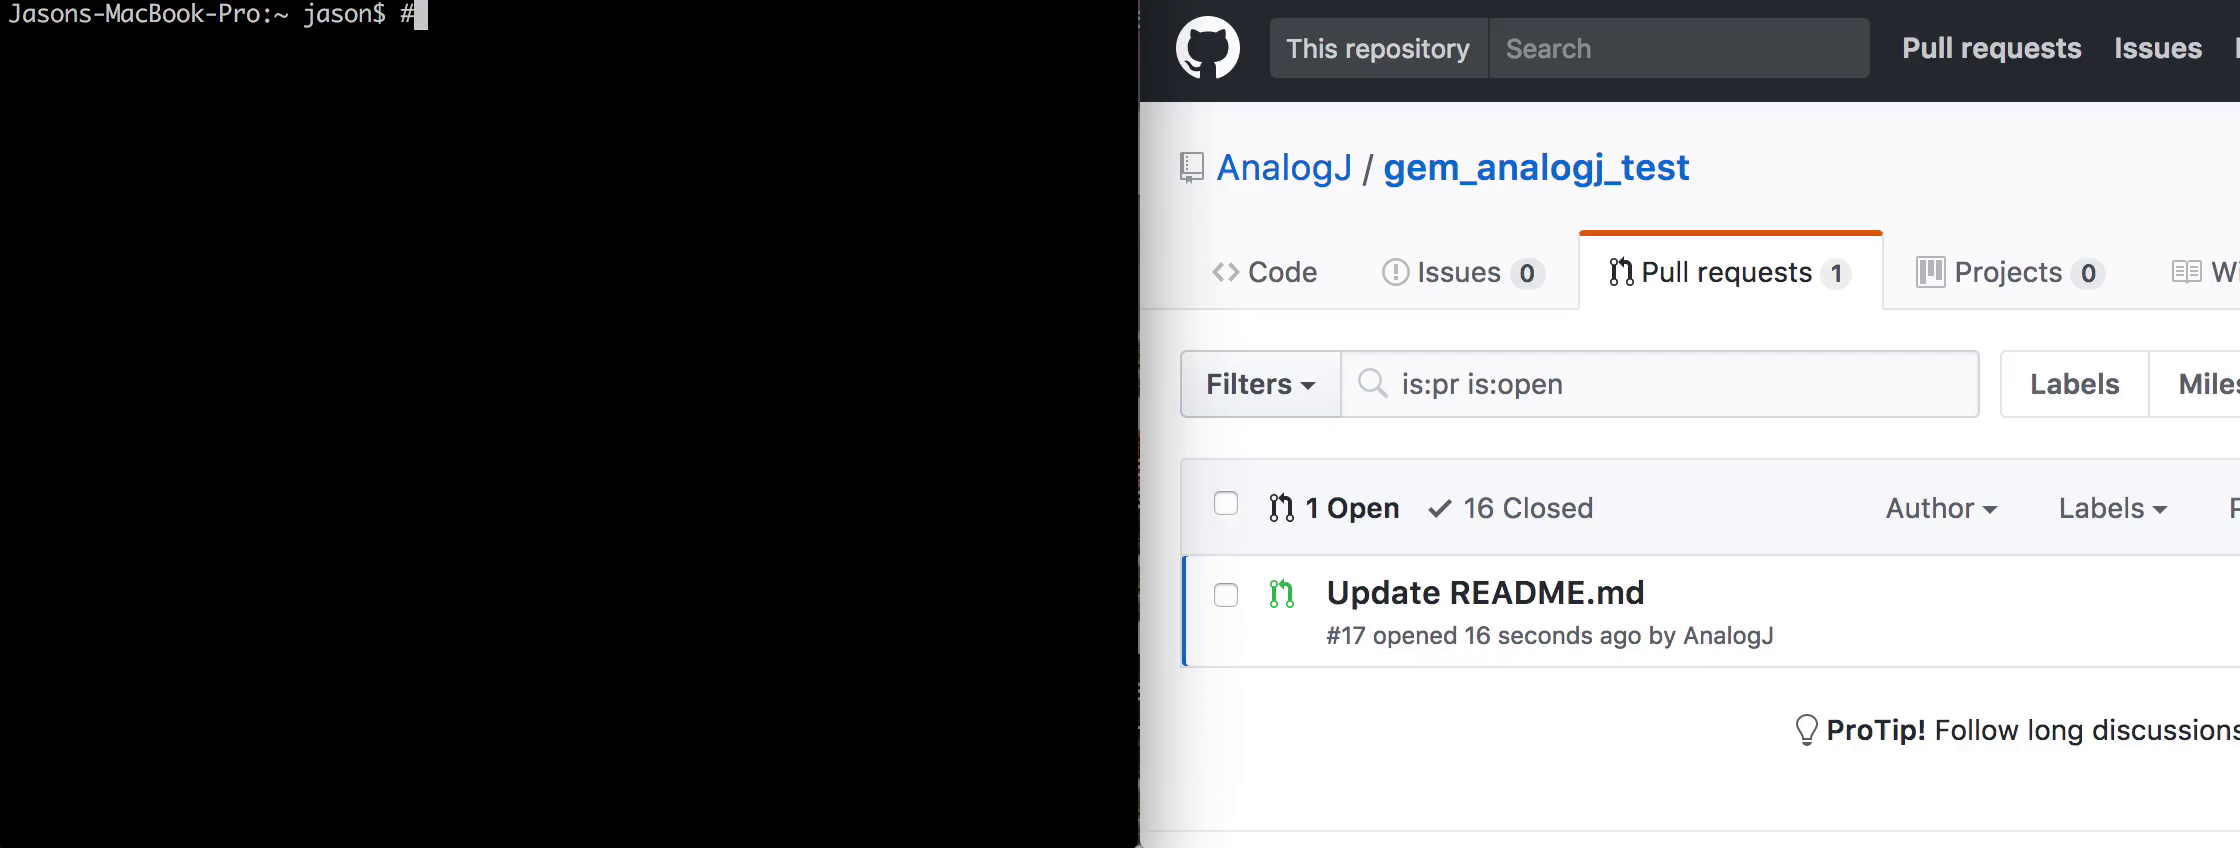 Jasons-MacBook-Pro:~ jason$ #
This repository Search Pull requests Issues
AnalogJ / gem_analogj_test
Code Issues 0 Pull requests 1 Projects 0
Filters is:pr is:open Labels
1 Open 16 Closed Author Labels
Update README.md
#17 opened 16 seconds ago by AnalogJ
ProTip! Follow long discussions